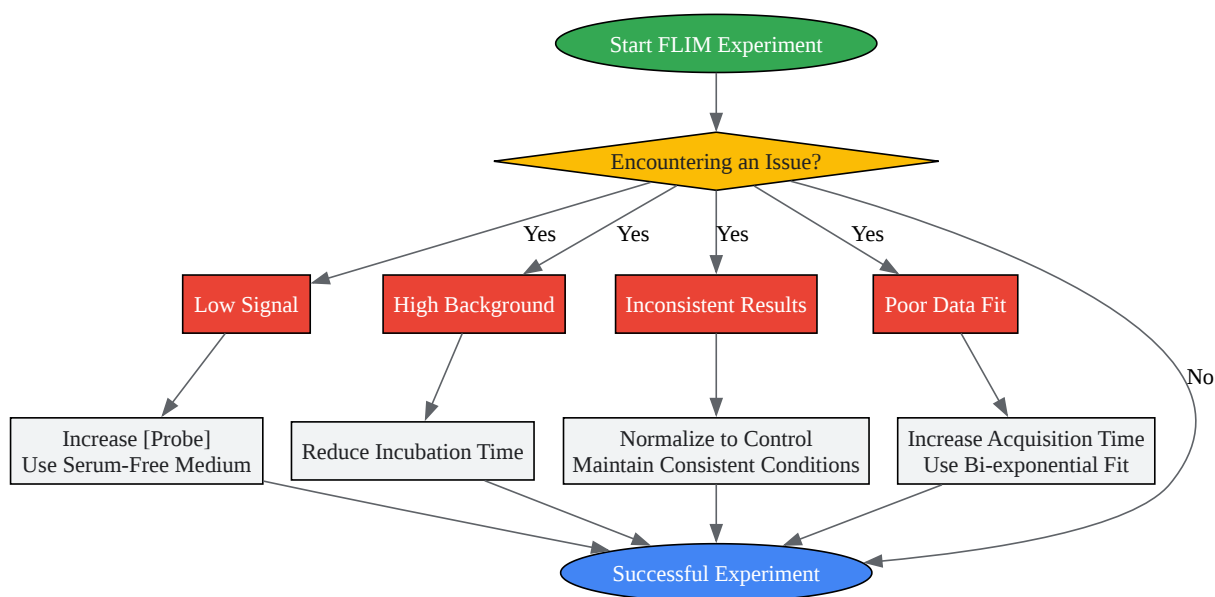 Start FLIM Experiment
Encountering an Issue?
Yes
Yes
Yes
Yes
Low Signal
High Background
Inconsistent Results
Poor Data Fit
No
Increase [Probe]
Use Serum-Free Medium
Reduce Incubation Time
Normalize to Control
Maintain Consistent Conditions
Increase Acquisition Time
Use Bi-exponential Fit
Successful Experiment